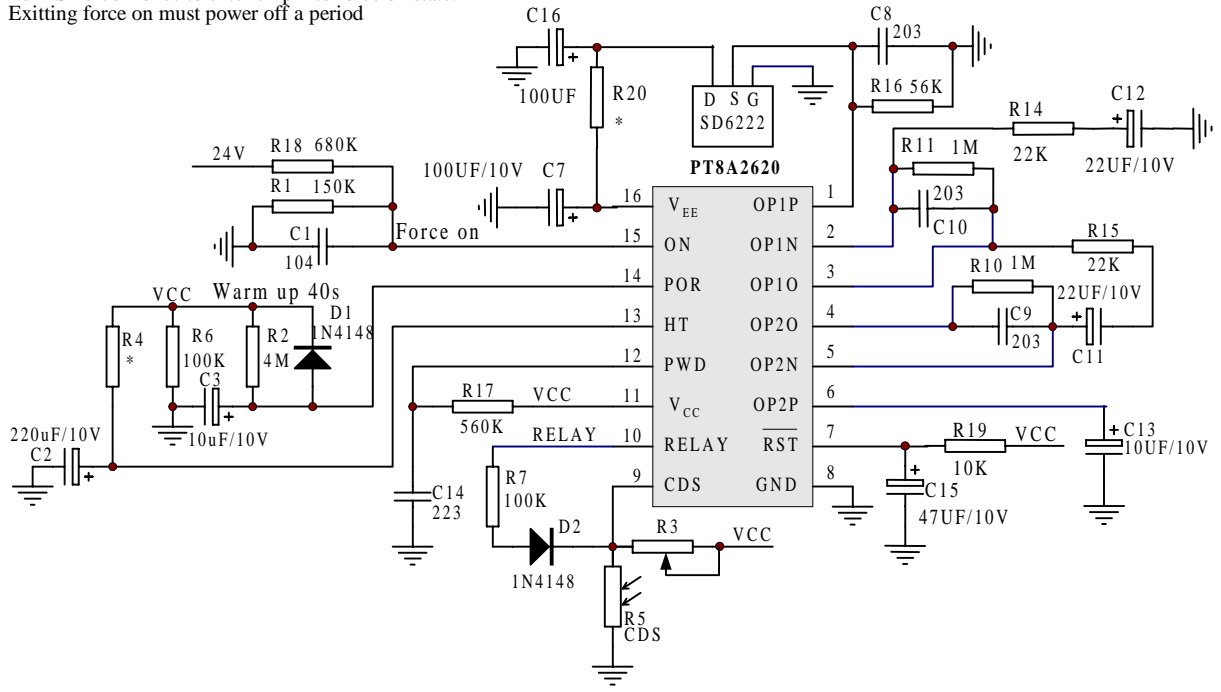 Exitting force on must power off a period
C16
100UF
R20
*
D S G
SD6222
C8
203
R16 56K
R14
22K
C12
22UF/10V
R11 1M
203
C10
24V
R18 680K
R1 150K
C1
104
Force on
100UF/10V
C7
PT8A2620
16 VEE OP1P 1
15 ON OP1N 2
14 POR OP1O 3
13 HT OP2O 4
12 PWD OP2N 5
11 VCC OP2P 6
10 RELAY RST 7
9 CDS GND 8
R15
22K
R10 1M
C9
203
22UF/10V
C11
VCC
Warm up 40s
D1
1N4148
R4
*
R6
100K
R2
4M
C3
10uF/10V
220uF/10V
C2
R17
560K
VCC
RELAY
C14
223
R7
100K
D2
1N4148
R3
VCC
R5
CDS
R19
10K
VCC
C15
47UF/10V
C13
10UF/10V